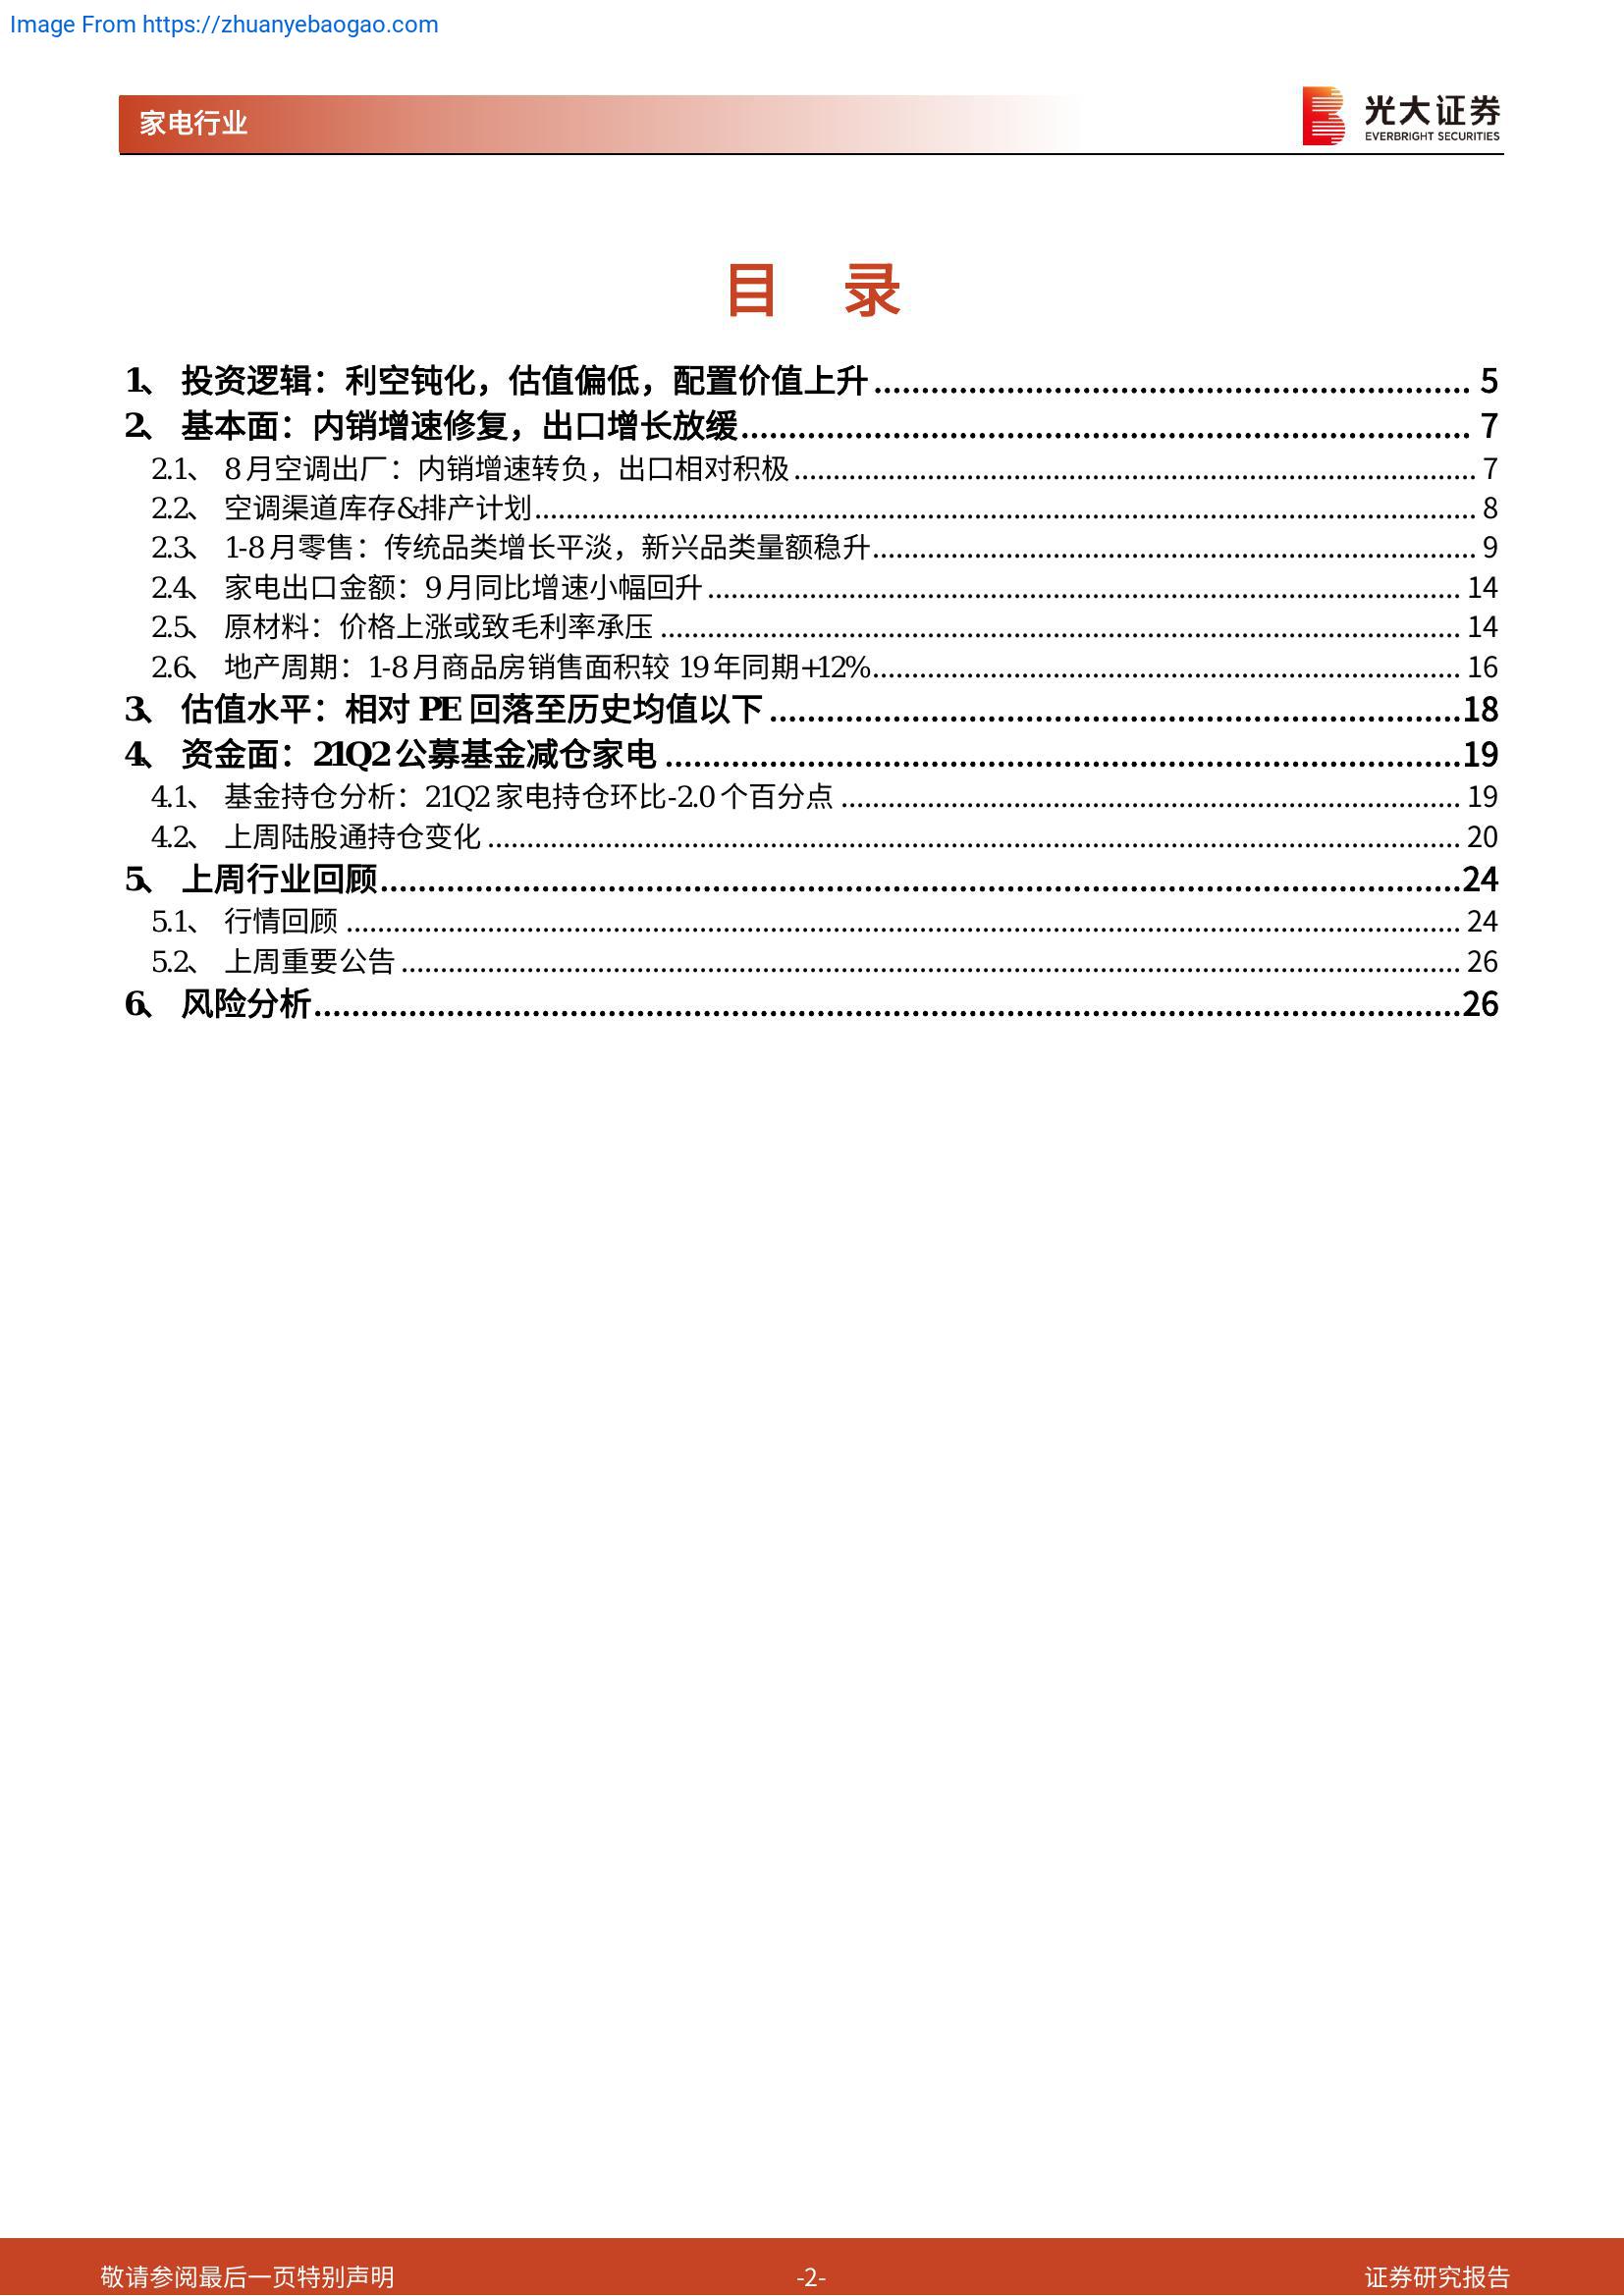 Image From https://zhuanyebaogao.com
家电行业
光大证券
EVERBRIGHT SECURITIES
目 录
1、 投资逻辑：利空钝化，估值偏低，配置价值上升 5
2、 基本面：内销增速修复，出口增长放缓 7
2.1、 8 月空调出厂：内销增速转负，出口相对积极 7
2.2、 空调渠道库存&排产计划 8
2.3、 1-8 月零售：传统品类增长平淡，新兴品类量额稳升 9
2.4、 家电出口金额：9 月同比增速小幅回升 14
2.5、 原材料：价格上涨或致毛利率承压 14
2.6、 地产周期：1-8 月商品房销售面积较 19 年同期+12% 16
3、 估值水平：相对 PE 回落至历史均值以下 18
4、 资金面：21Q2 公募基金减仓家电 19
4.1、 基金持仓分析：21Q2 家电持仓环比-2.0 个百分点 19
4.2、 上周陆股通持仓变化 20
5、 上周行业回顾 24
5.1、 行情回顾 24
5.2、 上周重要公告 26
6、 风险分析 26
敬请参阅最后一页特别声明 -2- 证券研究报告